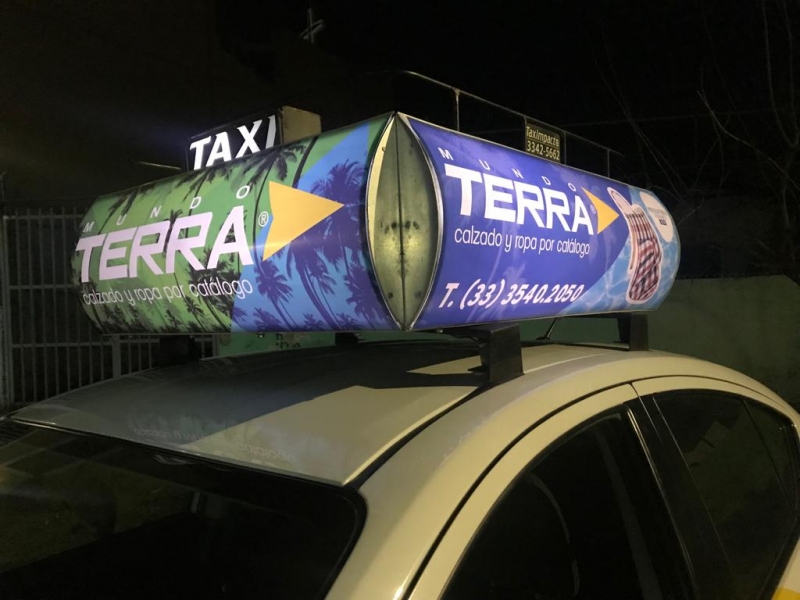 TAXI
MUNDO
TERRA®
calzado y ropa por catálogo
TaxImpacto
3342-5662
MUNDO
TERRA
calzado y ropa por catálogo
T. (33) 3540.2050